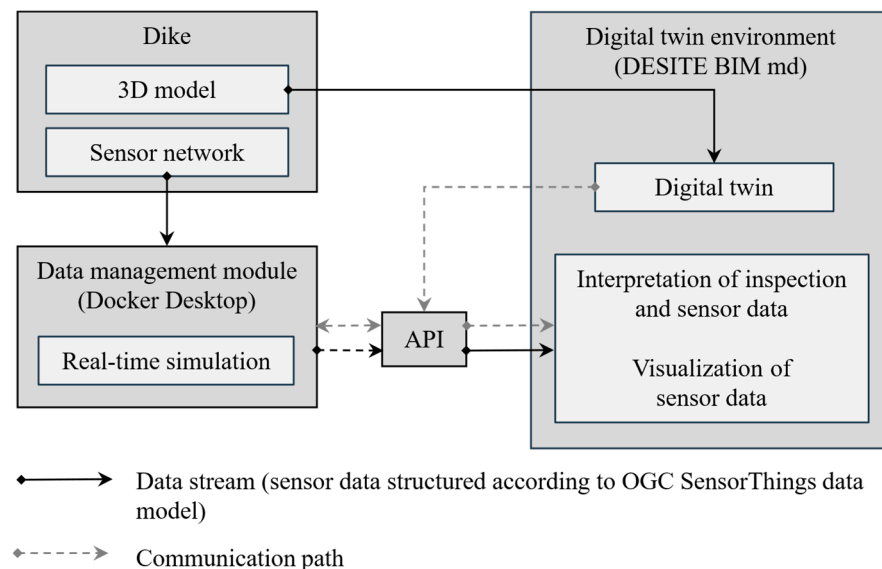 Dike
3D model
Sensor network
Digital twin environment
(DESITE BIM md)
Digital twin
Data management module
(Docker Desktop)
Real-time simulation
API
Interpretation of inspection
and sensor data
Visualization of
sensor data
Data stream (sensor data structured according to OGC SensorThings data
model)
Communication path